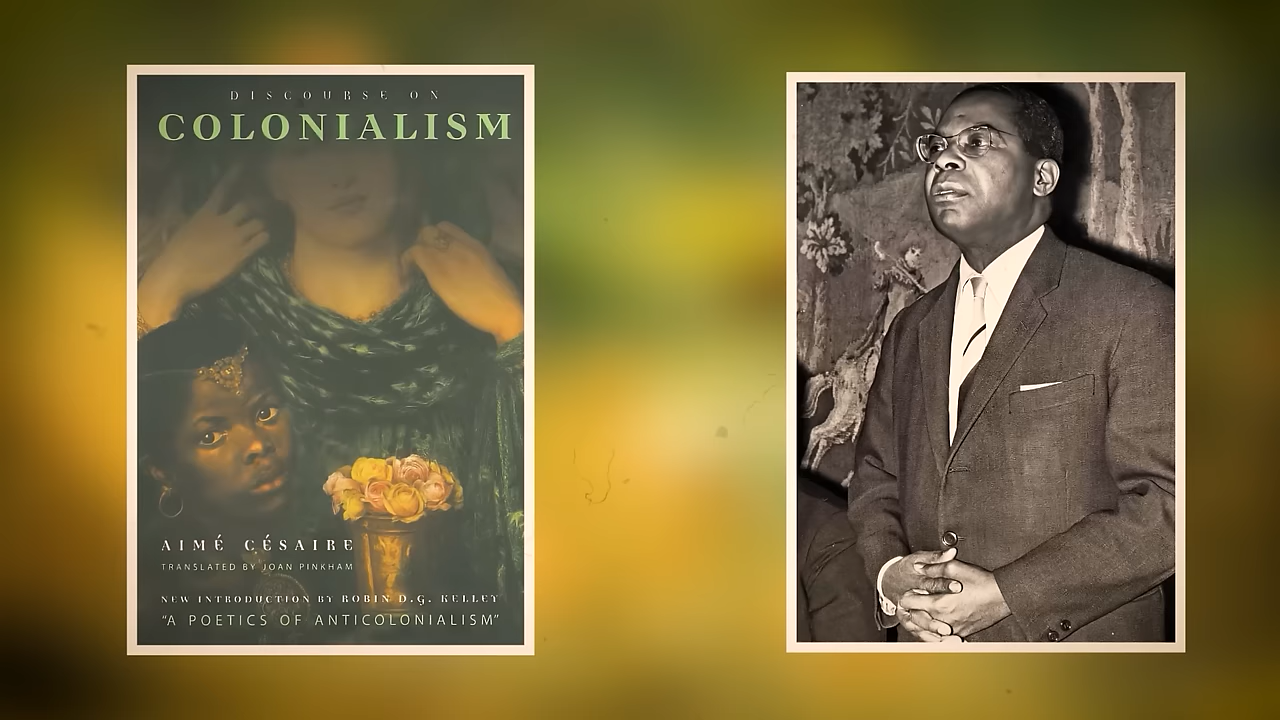 DISCOURSE ON
COLONIALISM
AIMÉ CÉSAIRE
TRANSLATED BY JOAN PINKHAM
NEW INTRODUCTION BY ROBIN D.G. KELLEY
"A POETICS OF ANTICOLONIALISM"